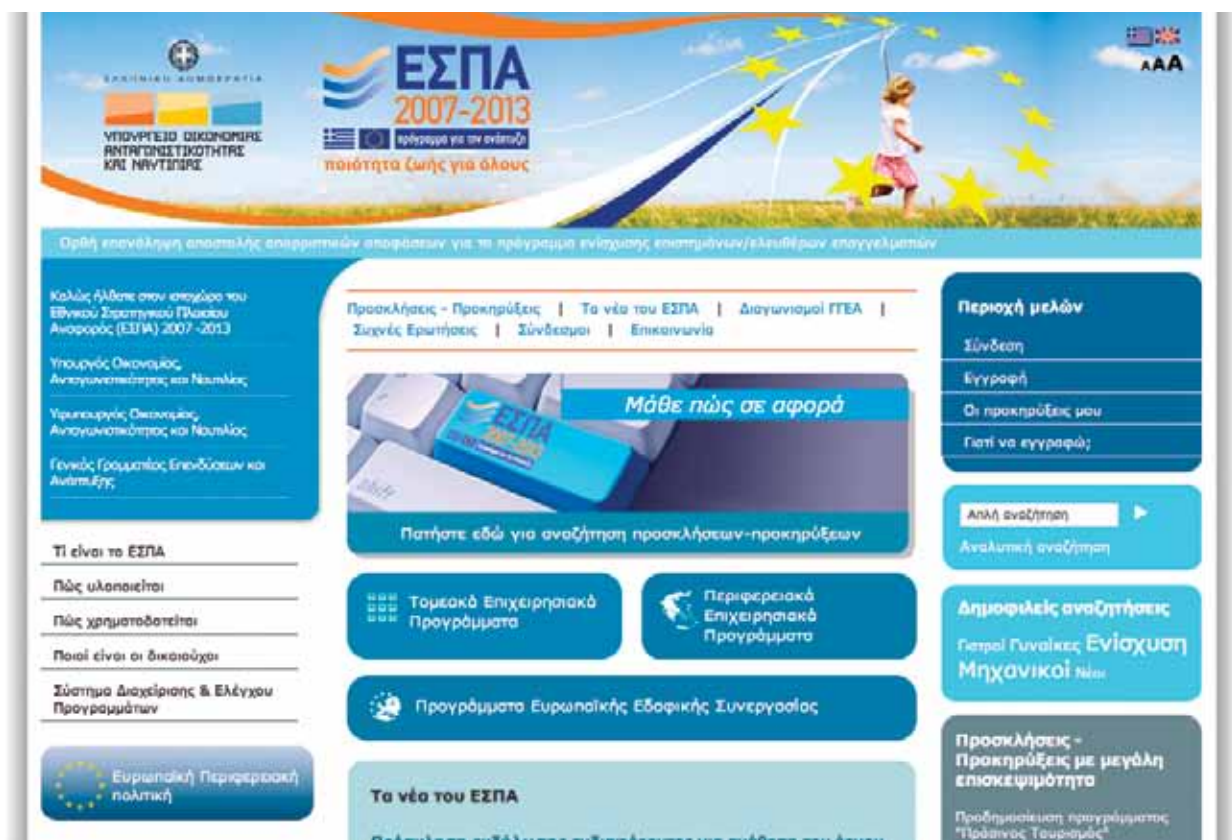 ΕΛΛΗΝΙΚΗ ΔΗΜΟΚΡΑΤΙΑ
ΥΠΟΥΡΓΕΙΟ ΟΙΚΟΝΟΜΙΑΣ
ΑΝΤΑΓΩΝΙΣΤΙΚΟΤΗΤΑΣ
ΚΑΙ ΝΑΥΤΙΛΙΑΣ
ΕΣΠΑ
2007-2013
πρόγραμμα για την ανάπτυξη
ποιότητα ζωής για όλους
AAA
Ορθή επανάληψη αποστολής απορριπτικών αποφάσεων για το πρόγραμμα ενίσχυσης επιστημόνων/ελευθέρων επαγγελματιών
Καλώς ήλθατε στον ιστοχώρο του
Εθνικού Στρατηγικού Πλαισίου
Αναφοράς (ΕΣΠΑ) 2007-2013
Υπουργός Οικονομίας,
Ανταγωνιστικότητας και Ναυτιλίας
Υφυπουργός Οικονομίας,
Ανταγωνιστικότητας και Ναυτιλίας
Γενικός Γραμματέας Επενδύσεων και
Ανάπτυξης
Τί είναι το ΕΣΠΑ
Πώς υλοποιείται
Πώς χρηματοδοτείται
Ποιοί είναι οι δικαιούχοι
Σύστημα Διαχείρισης & Ελέγχου
Προγραμμάτων
Ευρωπαϊκή Περιφερειακή
πολιτική
Προσκλήσεις - Προκηρύξεις | Τα νέα του ΕΣΠΑ | Διαγωνισμοί ΓΓΕΑ |
Συχνές Ερωτήσεις | Σύνδεσμοι | Επικοινωνία
Μάθε πώς σε αφορά
ΕΣΠΑ
2007-2013
Shift
Πατήστε εδώ για αναζήτηση προσκλήσεων-προκηρύξεων
Τομεακά Επιχειρησιακά
Προγράμματα
Περιφερειακά
Επιχειρησιακά
Προγράμματα
Προγράμματα Ευρωπαϊκής Εδαφικής Συνεργασίας
Τα νέα του ΕΣΠΑ
Περιοχή μελών
Σύνδεση
Εγγραφή
Οι προκηρύξεις μου
Γιατί να εγγραφώ;
Απλή αναζήτηση
Αναλυτική αναζήτηση
Δημοφιλείς αναζητήσεις
Γιατροί Γυναίκες Ενίσχυση
Μηχανικοί Νέοι
Προσκλήσεις -
Προκηρύξεις με μεγάλη
επισκεψιμότητα
Προδημοσίευση προγράμματος
"Πράσινος Τουρισμός"